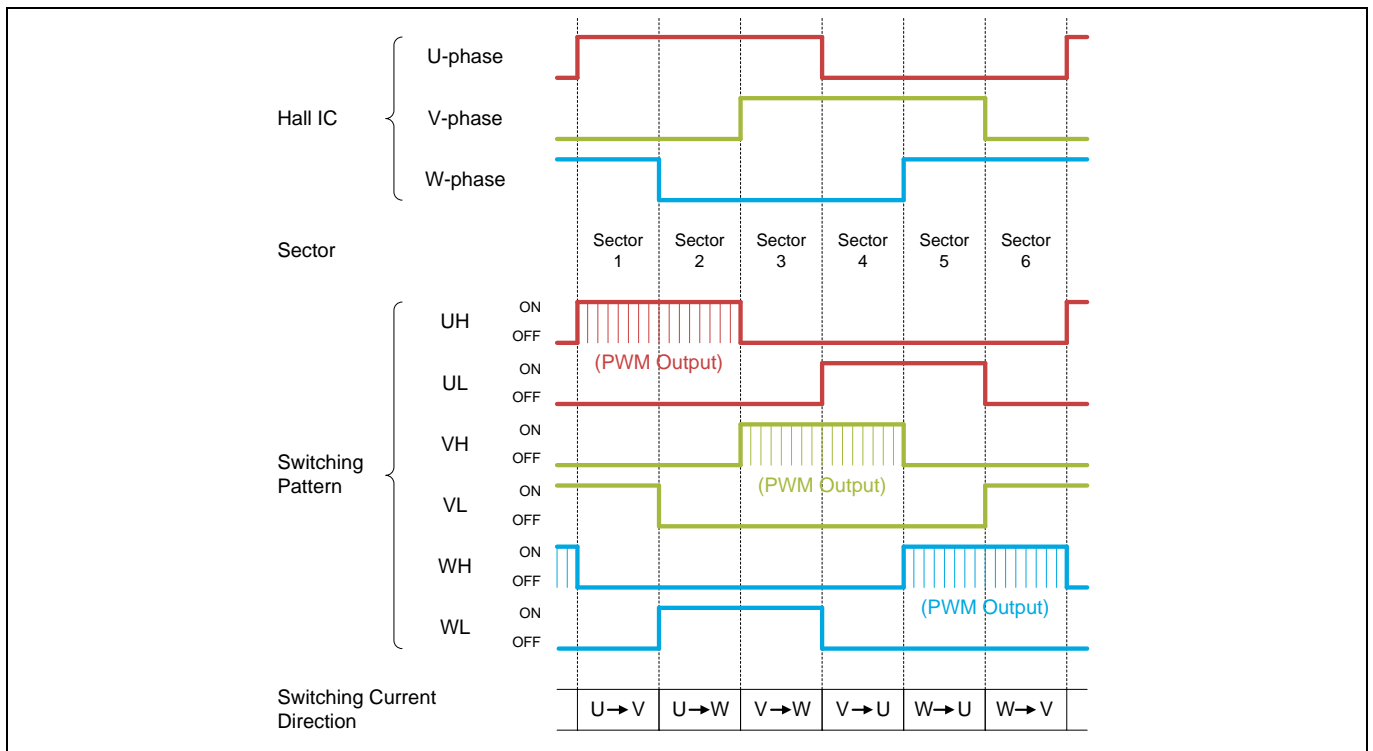 U-phase
Hall IC
V-phase
W-phase
Sector
Sector 1
Sector 2
Sector 3
Sector 4
Sector 5
Sector 6
UH
ON
OFF
(PWM Output)
UL
ON
OFF
VH
ON
OFF
Switching
Pattern
(PWM Output)
VL
ON
OFF
WH
ON
OFF
(PWM Output)
WL
ON
OFF
Switching Current
Direction
U→V
U→W
V→W
V→U
W→U
W→V